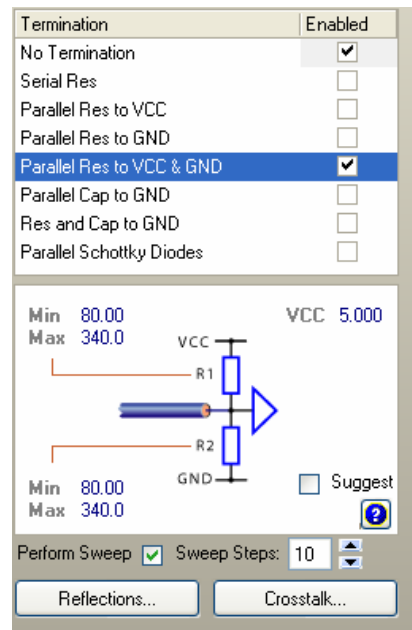 Termination Enabled
No Termination
Serial Res
Parallel Res to VCC
Parallel Res to GND
Parallel Res to VCC & GND
Parallel Cap to GND
Res and Cap to GND
Parallel Schottky Diodes
Min 80.00 VCC 5.000
Max 340.0 VCC
R1
R2
GND
Min 80.00 Suggest
Max 340.0 ?
Perform Sweep Sweep Steps: 10
Reflections... Crosstalk...